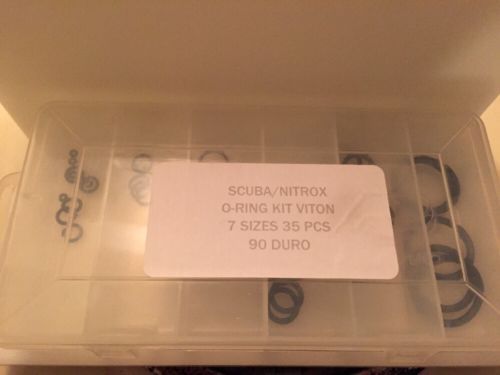 SCUBA/NITROX
O-RING KIT VITON
7 SIZES 35 PCS
90 DURO